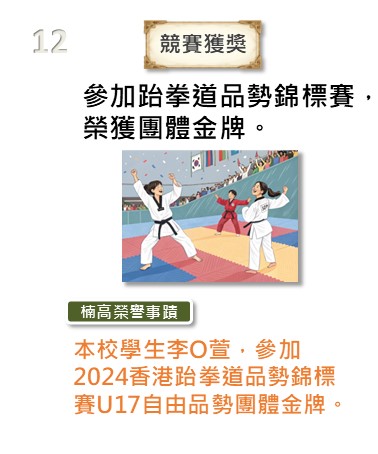 12
競賽獲獎
參加跆拳道品勢錦標賽，
榮獲團體金牌。
楠高榮譽事蹟
本校學生李O萱，參加
2024香港跆拳道品勢錦標
賽U17自由品勢團體金牌。